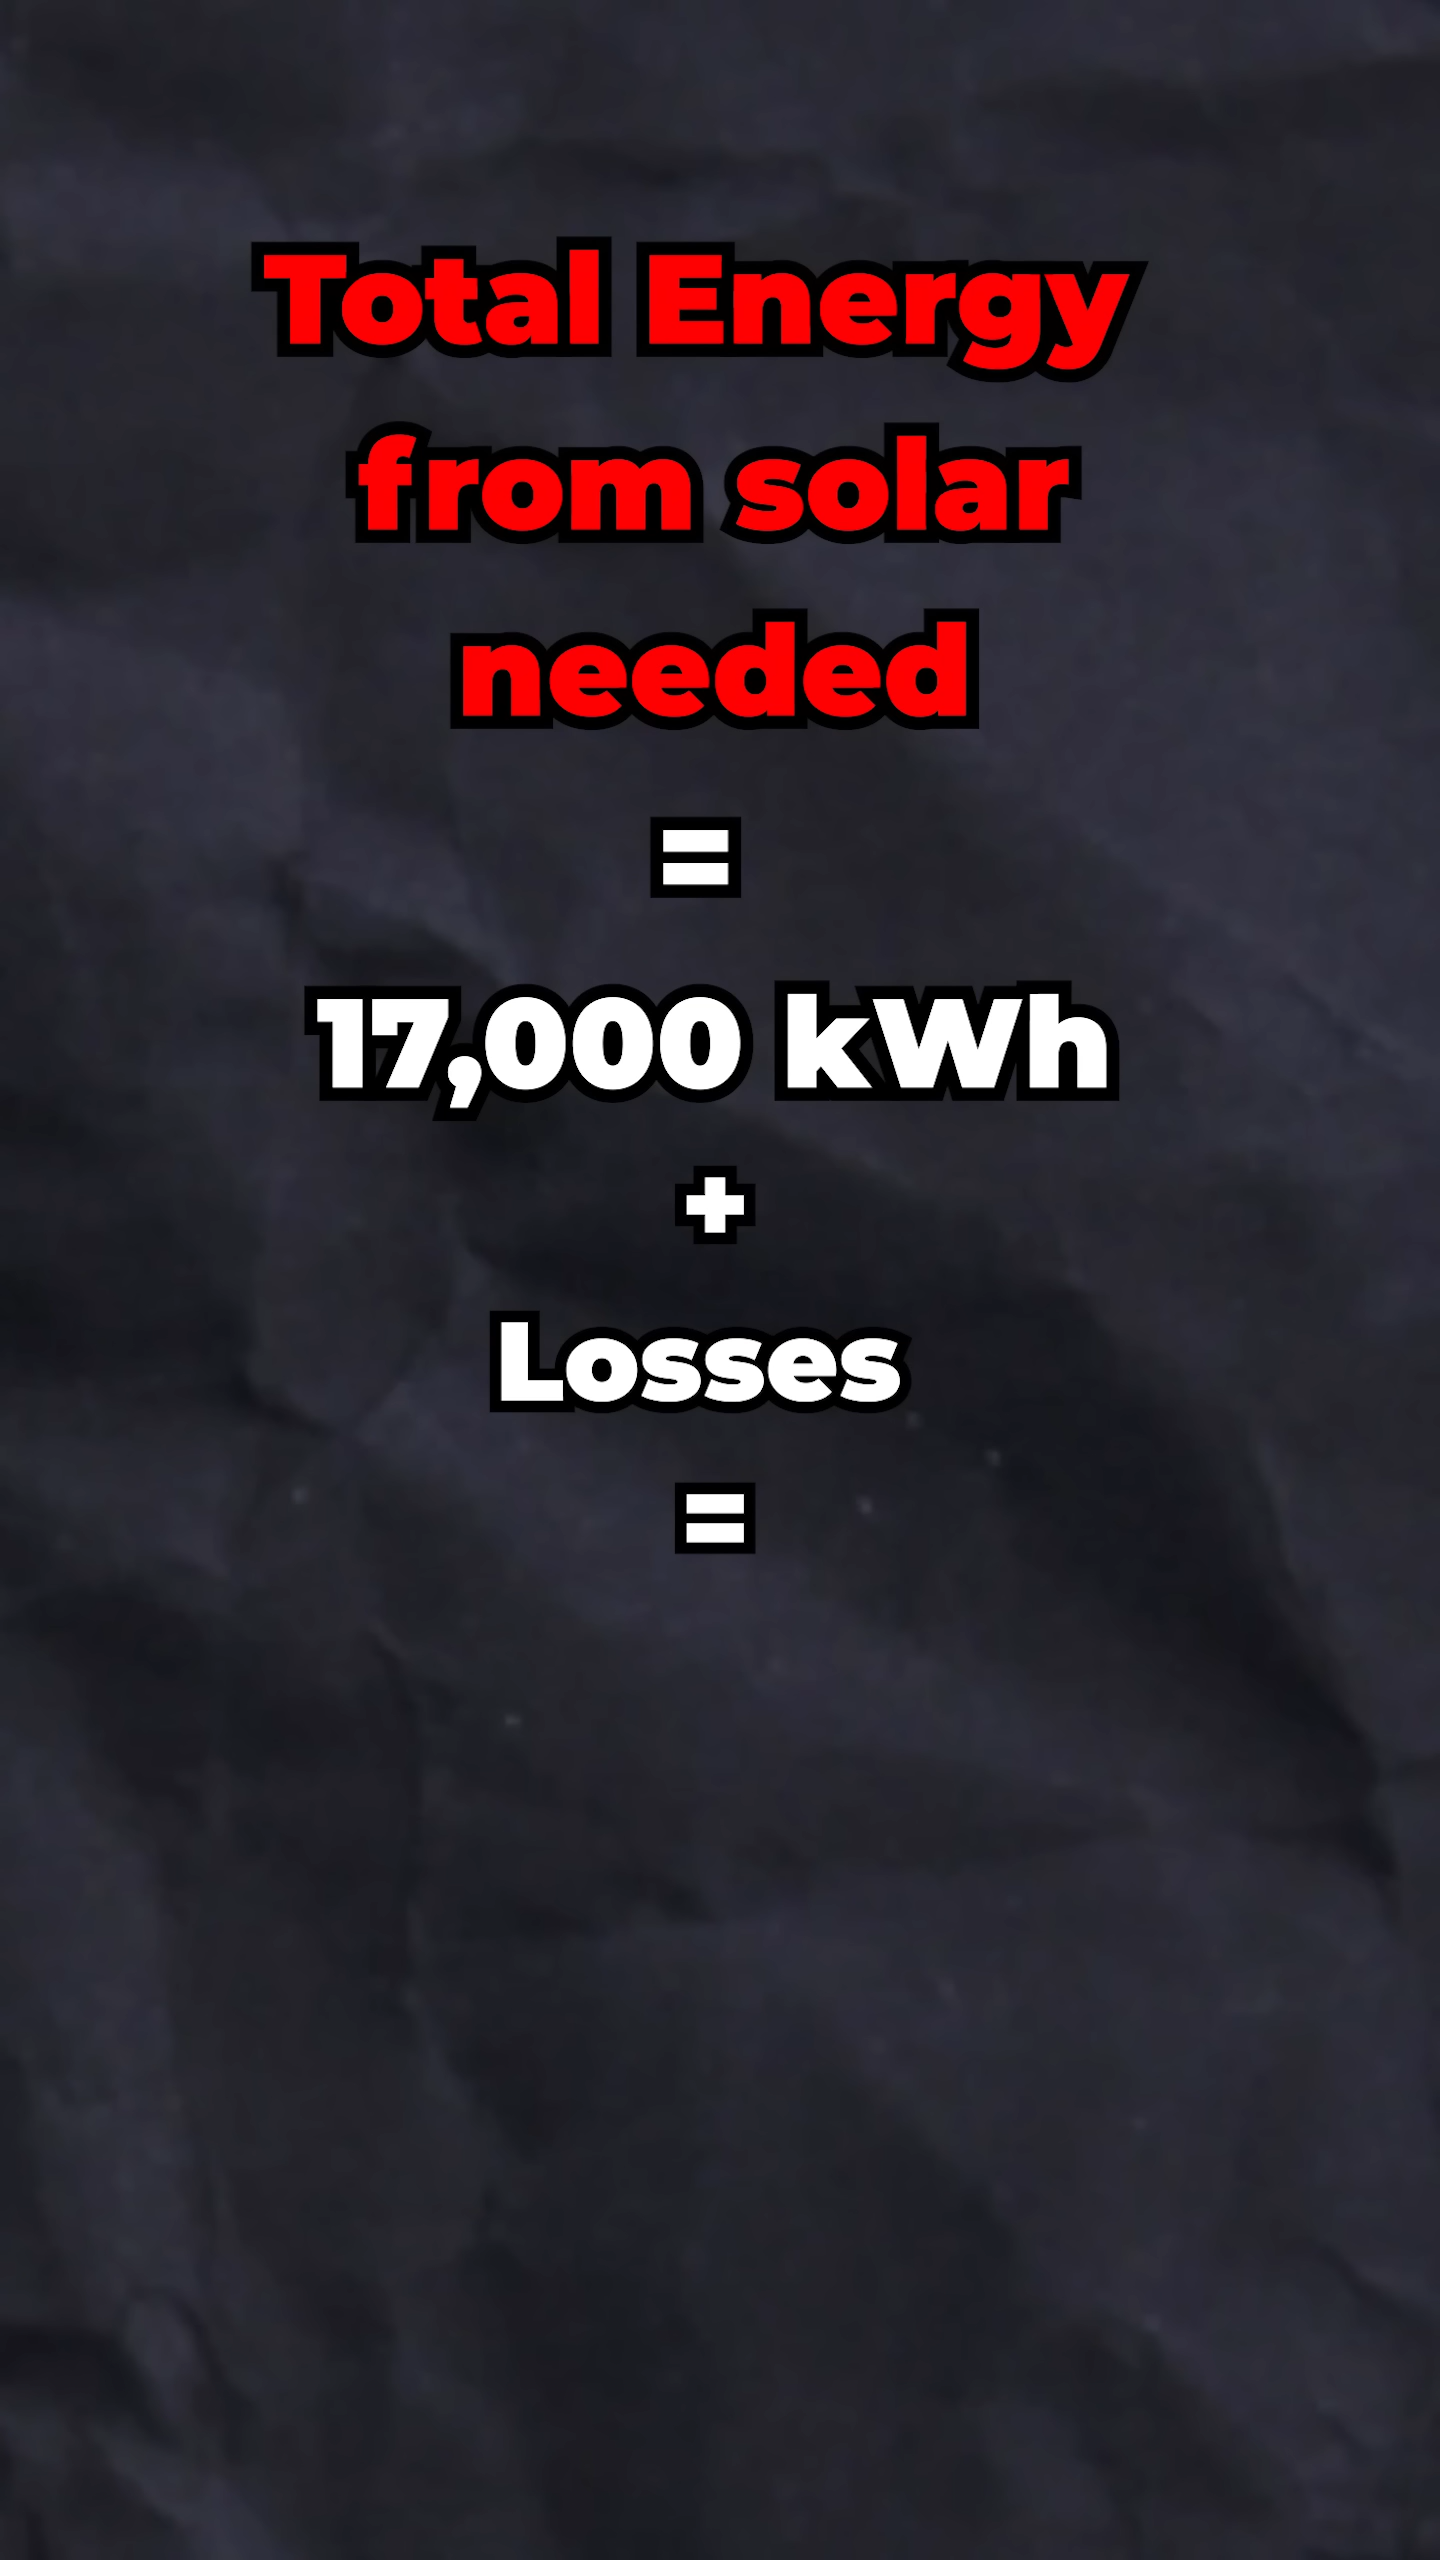 Total Energy
from solar
needed
=
17,000 kWh
+
Losses
=